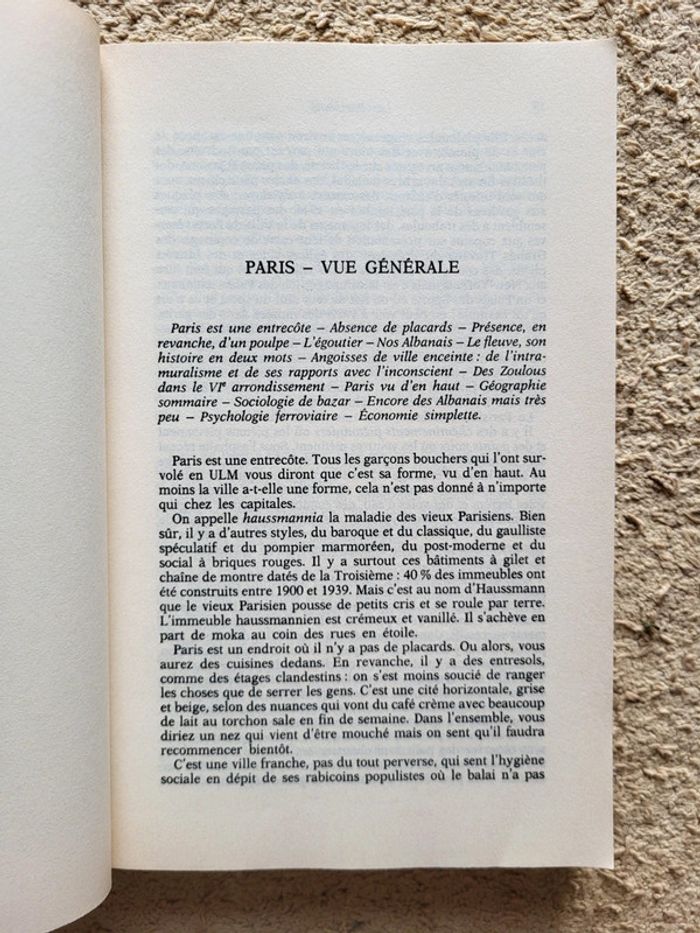 PARIS – VUE GÉNÉRALE
Paris est une entrecôte – Absence de placards – Présence, en
revanche, d'un poulpe – L'égoutier – Nos Albanais – Le fleuve, son
histoire en deux mots – Angoisses de ville enceinte : de l'intra-
muralisme et de ses rapports avec l'inconscient – Des Zoulous
dans le VIᵉ arrondissement – Paris vu d'en haut – Géographie
sommaire – Sociologie de bazar – Encore des Albanais mais très
peu – Psychologie ferroviaire – Économie simplette.
Paris est une entrecôte. Tous les garçons bouchers qui l'ont sur-
volé en ULM vous diront que c'est sa forme, vu d'en haut. Au
moins la ville a-t-elle une forme, cela n'est pas donné à n'importe
qui chez les capitales.
On appelle haussmannia la maladie des vieux Parisiens. Bien
sûr, il y a d'autres styles, du baroque et du classique, du gaulliste
spéculatif et du pompier marmoréen, du post-moderne et du
social à briques rouges. Il y a surtout ces bâtiments à gilet et
chaîne de montre datés de la Troisième : 40 % des immeubles ont
été construits entre 1900 et 1939. Mais c'est au nom d'Haussmann
que le vieux Parisien pousse de petits cris et se roule par terre.
L'immeuble haussmannien est crémeux et vanillé. Il s'achève en
part de moka au coin des rues en étoile.
Paris est un endroit où il n'y a pas de placards. Ou alors, vous
aurez des cuisines dedans. En revanche, il y a des entresols,
comme des étages clandestins : on s'est moins soucié de ranger
les choses que de serrer les gens. C'est une cité horizontale, grise
et beige, selon des nuances qui vont du café crème avec beaucoup
de lait au torchon sale en fin de semaine. Dans l'ensemble, vous
diriez un nez qui vient d'être mouché mais on sent qu'il faudra
recommencer bientôt.
C'est une ville franche, pas du tout perverse, qui sent l'hygiène
sociale en dépit de ses rabicoins populistes où le balai n'a pas